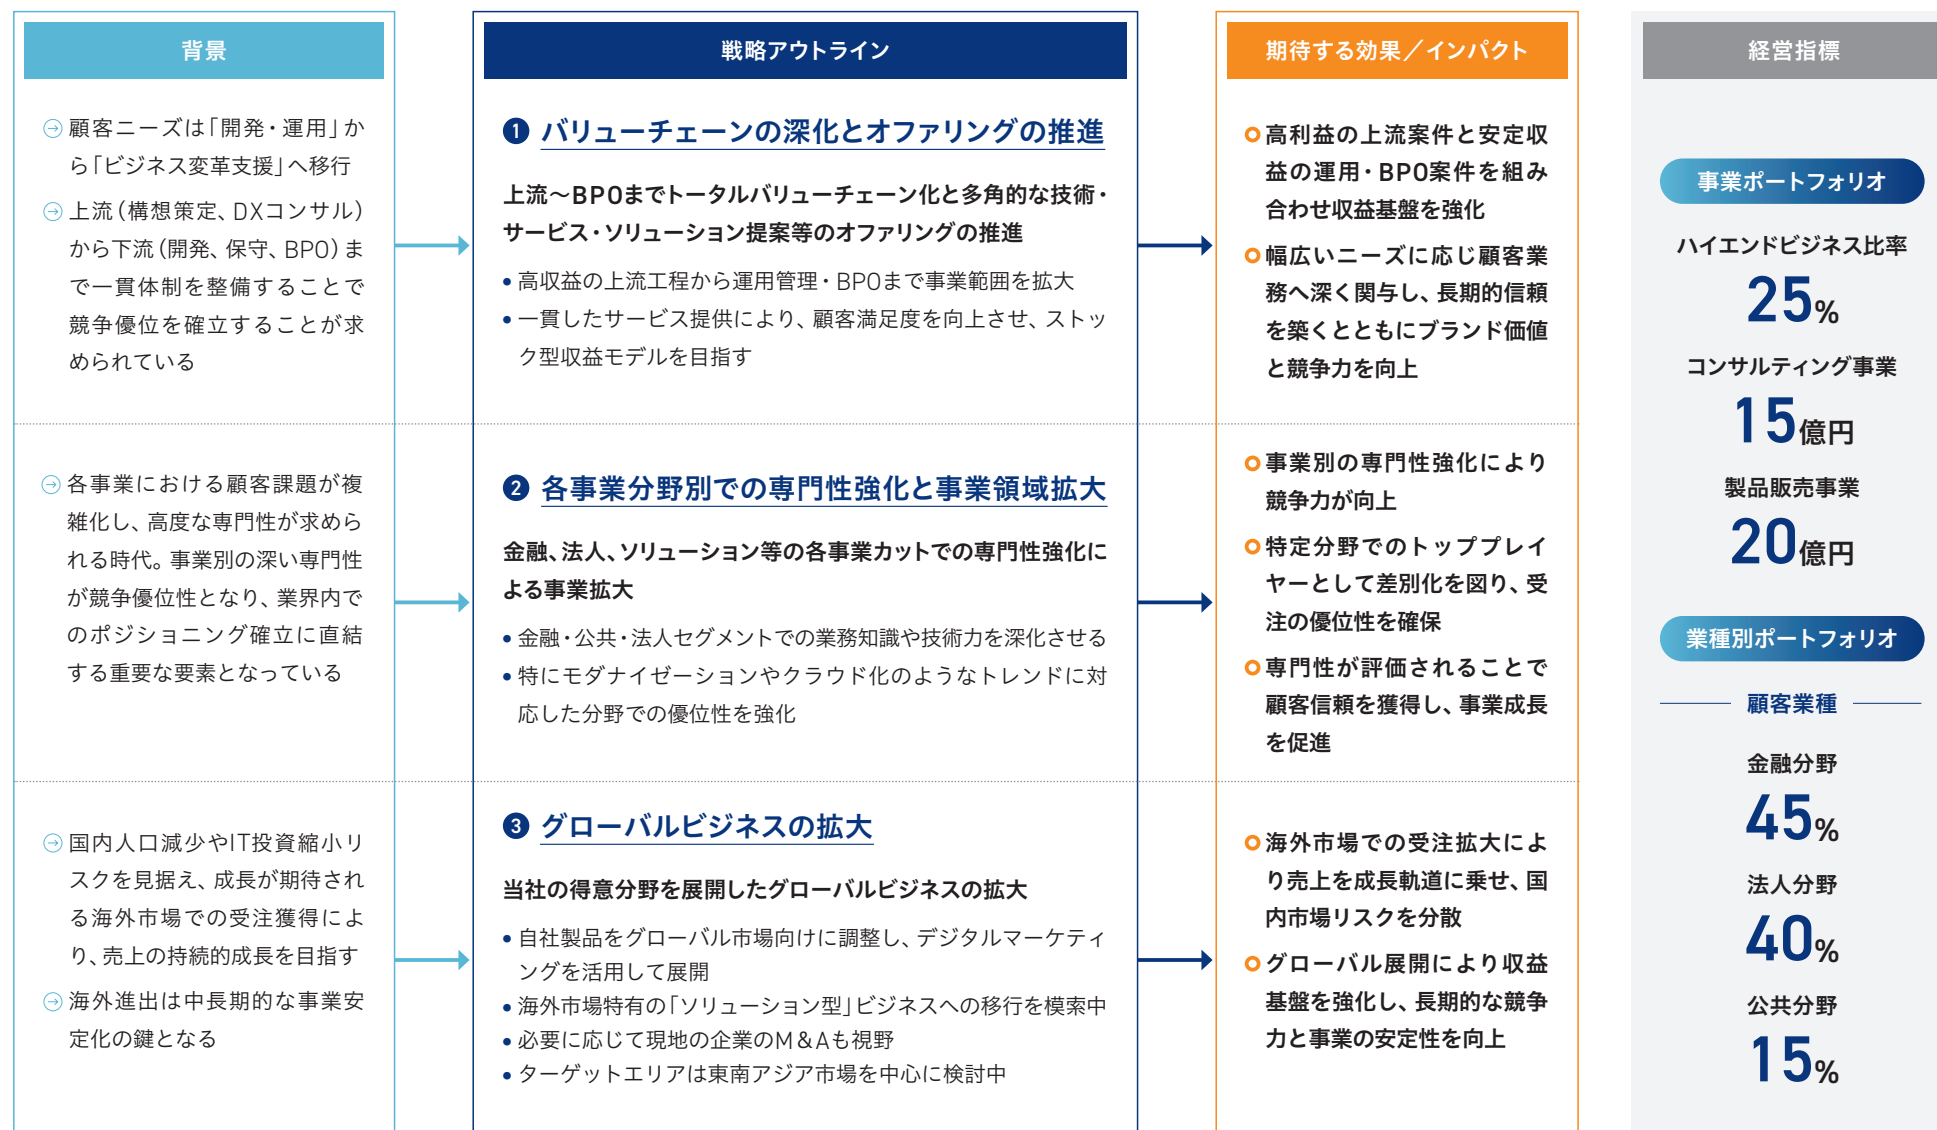 背景
戦略アウトライン
期待する効果／インパクト
経営指標
顧客ニーズは「開発・運用」か
ら「ビジネス変革支援」へ移行
上流（構想策定、DXコンサル）
から下流（開発、保守、BPO）ま
で一貫体制を整備することで
競争優位を確立することが求
められている
❶ バリューチェーンの深化とオファリングの推進
上流～BPOまでトータルバリューチェーン化と多角的な技術・
サービス・ソリューション提案等のオファリングの推進
• 高収益の上流工程から運用管理・BPOまで事業範囲を拡大
• 一貫したサービス提供により、顧客満足度を向上させ、ストッ
ク型収益モデルを目指す
高利益の上流案件と安定収
益の運用・BPO案件を組み
合わせ収益基盤を強化
幅広いニーズに応じ顧客業
務へ深く関与し、長期的信頼
を築くとともにブランド価値
と競争力を向上
各事業における顧客課題が複
雑化し、高度な専門性が求めら
れる時代。事業別の深い専門性
が競争優位性となり、業界内で
のポジショニング確立に直結
する重要な要素となっている
❷ 各事業分野別での専門性強化と事業領域拡大
金融、法人、ソリューション等の各事業カットでの専門性強化に
よる事業拡大
• 金融・公共・法人セグメントでの業務知識や技術力を深化させる
• 特にモダナイゼーションやクラウド化のようなトレンドに対
応した分野での優位性を強化
事業別の専門性強化により
競争力が向上
特定分野でのトッププレイ
ヤーとして差別化を図り、受
注の優位性を確保
専門性が評価されることで
顧客信頼を獲得し、事業成長
を促進
国内人口減少やIT投資縮小リ
スクを見据え、成長が期待され
る海外市場での受注獲得によ
り、売上の持続的成長を目指す
海外進出は中長期的な事業安
定化の鍵となる
❸ グローバルビジネスの拡大
当社の得意分野を展開したグローバルビジネスの拡大
• 自社製品をグローバル市場向けに調整し、デジタルマーケティ
ングを活用して展開
• 海外市場特有の「ソリューション型」ビジネスへの移行を模索中
• 必要に応じて現地の企業のM＆Aも視野
• ターゲットエリアは東南アジア市場を中心に検討中
海外市場での受注拡大によ
り売上を成長軌道に乗せ、国
内市場リスクを分散
グローバル展開により収益
基盤を強化し、長期的な競争
力と事業の安定性を向上
事業ポートフォリオ
ハイエンドビジネス比率
25%
コンサルティング事業
15億円
製品販売事業
20億円
業種別ポートフォリオ
顧客業種
金融分野
45%
法人分野
40%
公共分野
15%